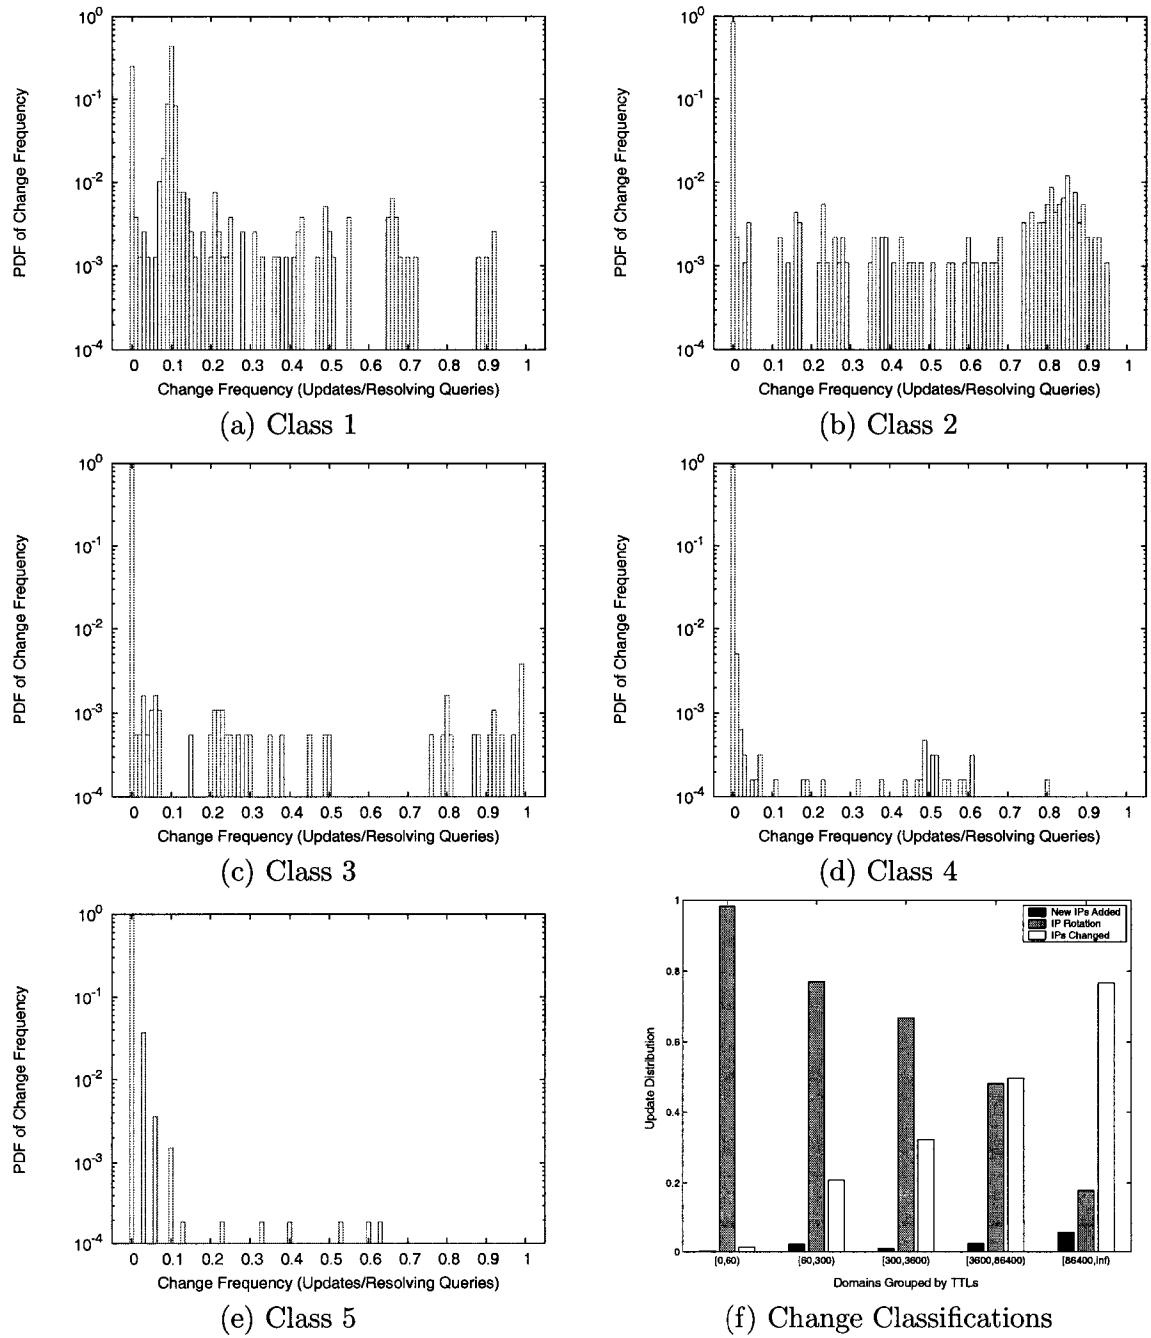 10^0
10^-1
10^-2
10^-3
10^-4
PDF of Change Frequency
0 0.1 0.2 0.3 0.4 0.5 0.6 0.7 0.8 0.9 1
Change Frequency (Updates/Resolving Queries)
(a) Class 1
10^0
10^-1
10^-2
10^-3
10^-4
PDF of Change Frequency
0 0.1 0.2 0.3 0.4 0.5 0.6 0.7 0.8 0.9 1
Change Frequency (Updates/Resolving Queries)
(b) Class 2
10^0
10^-1
10^-2
10^-3
10^-4
PDF of Change Frequency
0 0.1 0.2 0.3 0.4 0.5 0.6 0.7 0.8 0.9 1
Change Frequency (Updates/Resolving Queries)
(c) Class 3
10^0
10^-1
10^-2
10^-3
10^-4
PDF of Change Frequency
0 0.1 0.2 0.3 0.4 0.5 0.6 0.7 0.8 0.9 1
Change Frequency (Updates/Resolving Queries)
(d) Class 4
10^0
10^-1
10^-2
10^-3
10^-4
PDF of Change Frequency
0 0.1 0.2 0.3 0.4 0.5 0.6 0.7 0.8 0.9 1
Change Frequency (Updates/Resolving Queries)
(e) Class 5
1
0.8
0.6
0.4
0.2
0
Update Distribution
New IPs Added
IP Rotation
IPs Changed
[0,60) [60,300) [300,3600) [3600,86400) [86400,inf)
Domains Grouped by TTLs
(f) Change Classifications